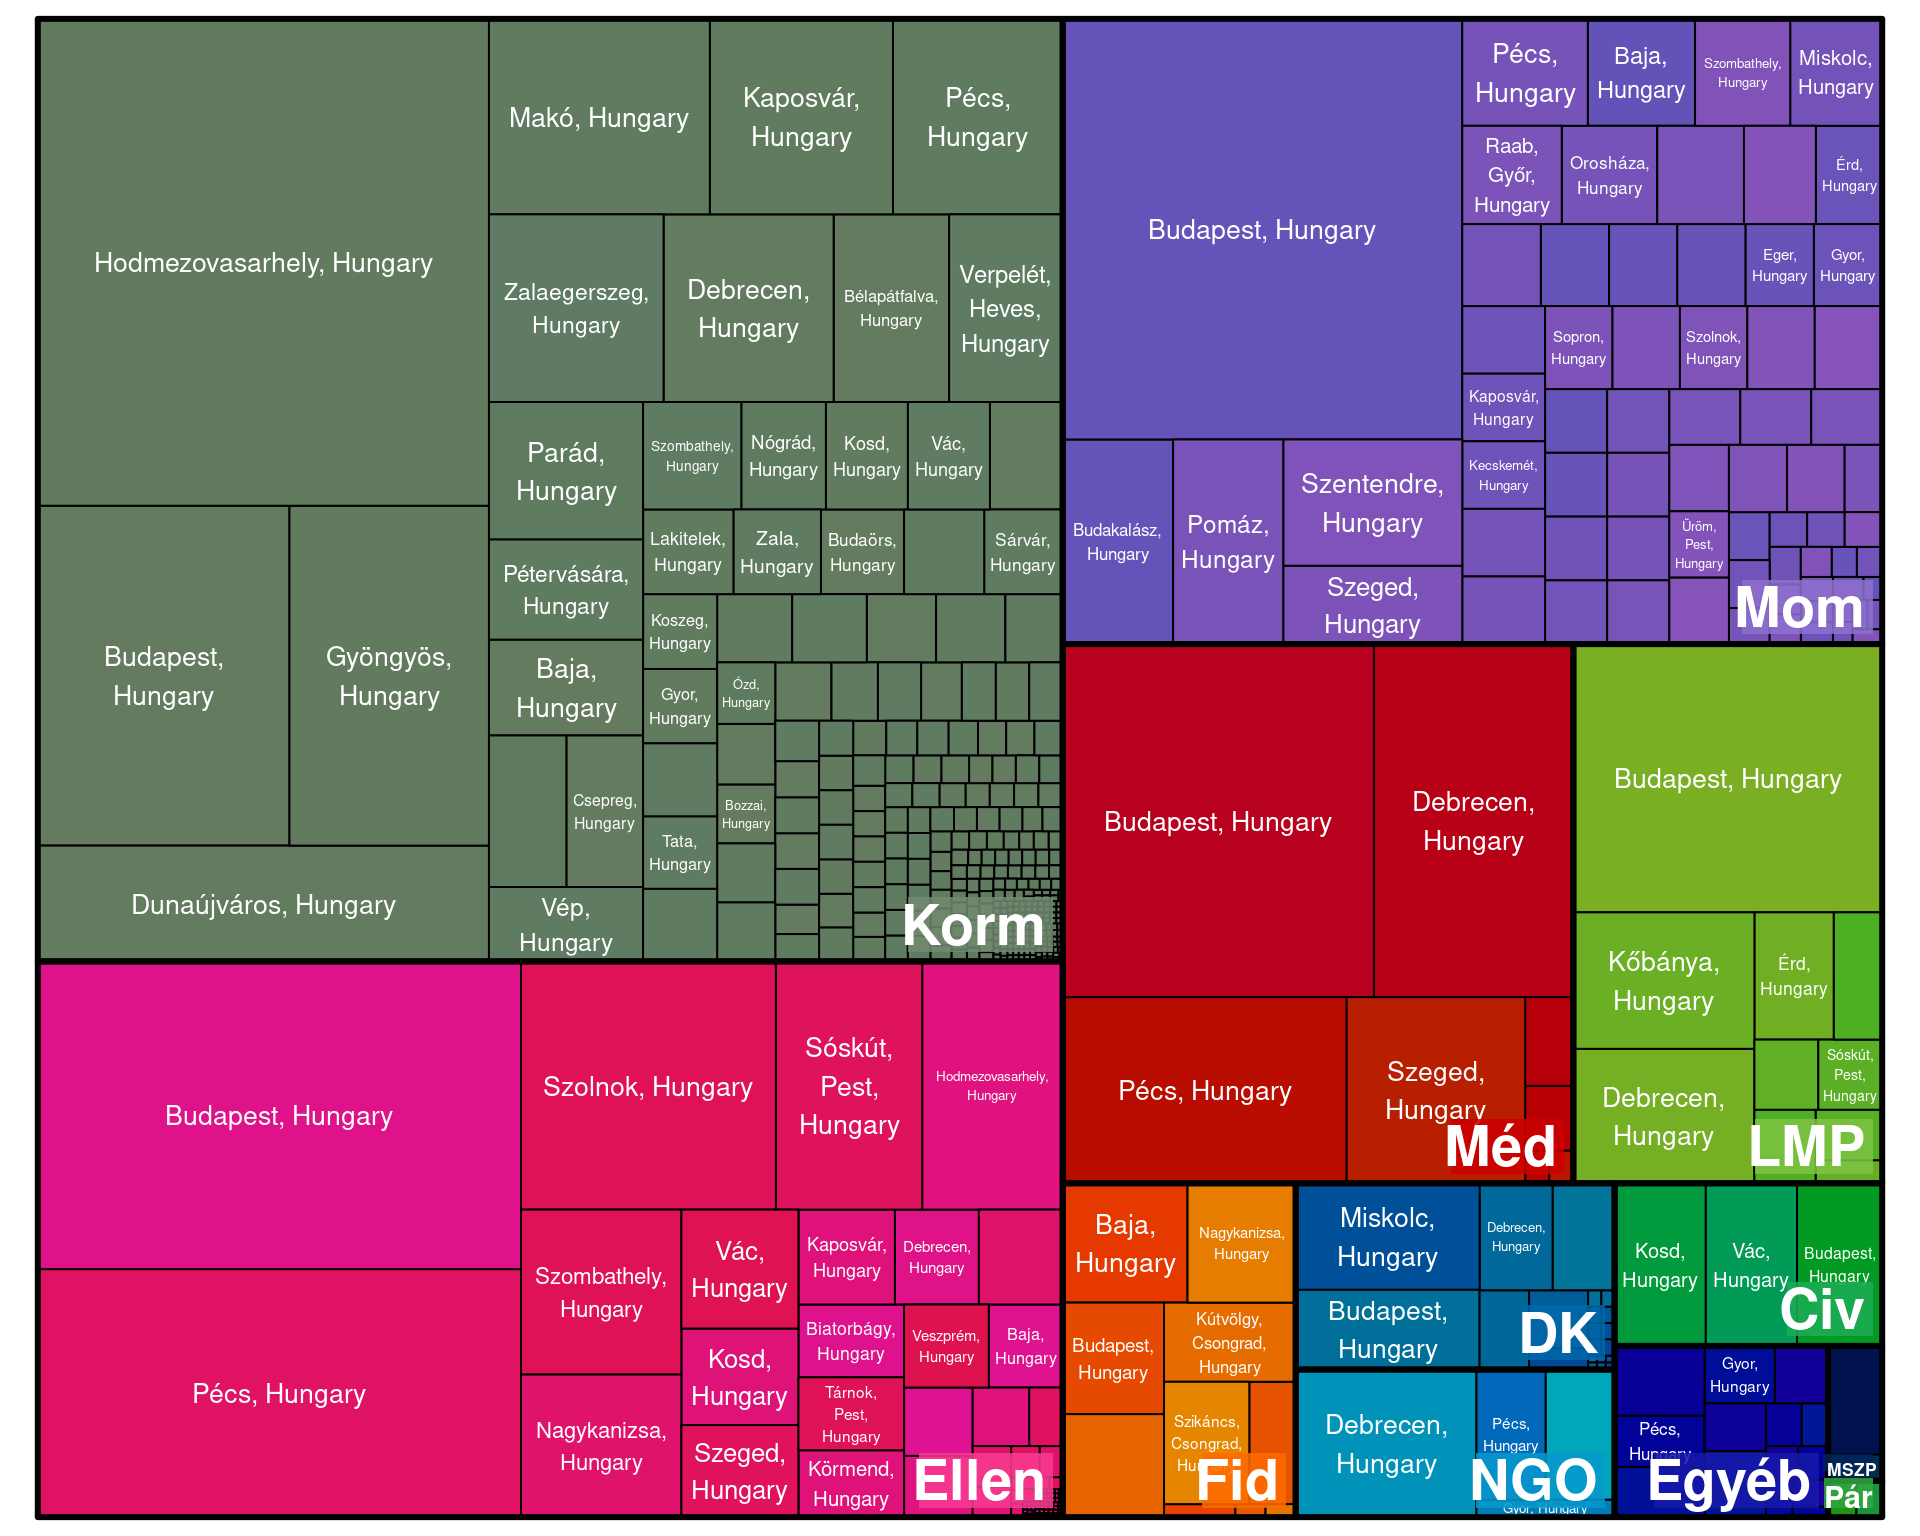 Hodmezovasarhely, Hungary
Makó, Hungary
Kaposvár,
Hungary
Pécs,
Hungary
Zalaegerszeg,
Hungary
Debrecen,
Hungary
Bélapátfalva,
Hungary
Verpelét,
Heves,
Hungary
Budapest,
Hungary
Gyöngyös,
Hungary
Dunaújváros, Hungary
Parád,
Hungary
Szombathely,
Hungary
Nógrád,
Hungary
Kosd,
Hungary
Vác,
Hungary
Pétervására,
Hungary
Lakitelek,
Hungary
Zala,
Hungary
Budaörs,
Hungary
Sárvár,
Hungary
Baja,
Hungary
Koszeg,
Hungary
Gyor,
Hungary
Ózd,
Hungary
Csepreg,
Hungary
Bozzai,
Hungary
Tata,
Hungary
Vép,
Hungary
Korm
Budapest, Hungary
Pécs,
Hungary
Baja,
Hungary
Szombathely,
Hungary
Miskolc,
Hungary
Raab,
Győr,
Hungary
Orosháza,
Hungary
Érd,
Hungary
Eger,
Hungary
Gyor,
Hungary
Sopron,
Hungary
Szolnok,
Hungary
Kaposvár,
Hungary
Kecskemét,
Hungary
Budakalász,
Hungary
Pomáz,
Hungary
Szentendre,
Hungary
Szeged,
Hungary
Üröm,
Pest,
Hungary
Mom
Budapest, Hungary
Debrecen,
Hungary
Pécs, Hungary
Szeged,
Hungary
Méd
Budapest, Hungary
Kőbánya,
Hungary
Érd,
Hungary
Debrecen,
Hungary
Sóskút,
Pest,
Hungary
LMP
Budapest, Hungary
Pécs, Hungary
Szolnok, Hungary
Sóskút,
Pest,
Hungary
Hodmezovasarhely,
Hungary
Szombathely,
Hungary
Nagykanizsa,
Hungary
Vác,
Hungary
Kosd,
Hungary
Szeged,
Hungary
Kaposvár,
Hungary
Debrecen,
Hungary
Biatorbágy,
Hungary
Veszprém,
Hungary
Baja,
Hungary
Tárnok,
Pest,
Hungary
Körmend,
Hungary
Ellen
Baja,
Hungary
Nagykanizsa,
Hungary
Budapest,
Hungary
Kútvölgy,
Csongrad,
Hungary
Szikáncs,
Csongrad,
Hungary
Fid
Miskolc,
Hungary
Debrecen,
Hungary
Budapest,
Hungary
DK
Debrecen,
Hungary
Pécs,
Hungary
Gyor, Hungary
NGO
Kosd,
Hungary
Vác,
Hungary
Budapest,
Hungary
Civ
Gyor,
Hungary
Pécs,
Hungary
Egyéb
MSZP
Pár